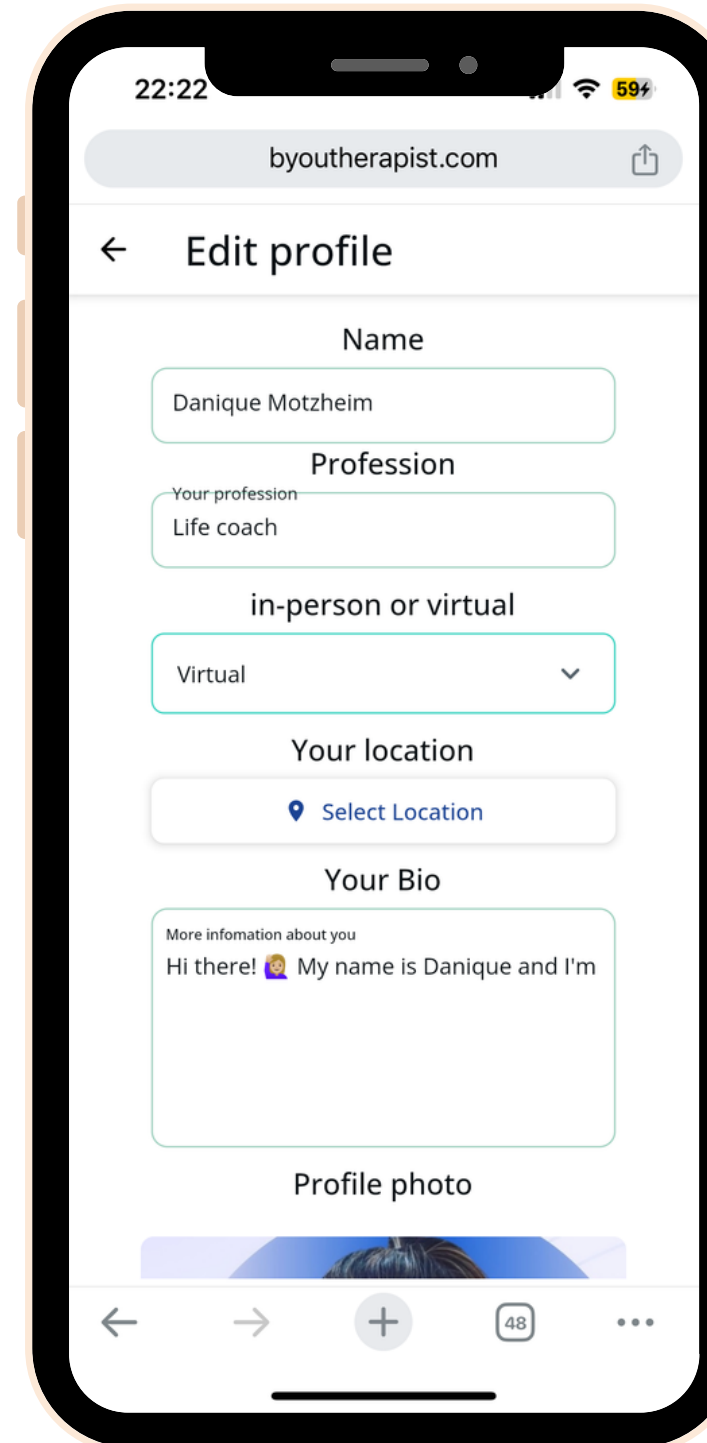 22:22
59
byoutherapist.com
Edit profile
Name
Danique Motzheim
Profession
Your profession
Life coach
in-person or virtual
Virtual
Your location
Select Location
Your Bio
More infomation about you
Hi there! 🙋🏼‍♀️ My name is Danique and I'm
Profile photo
48